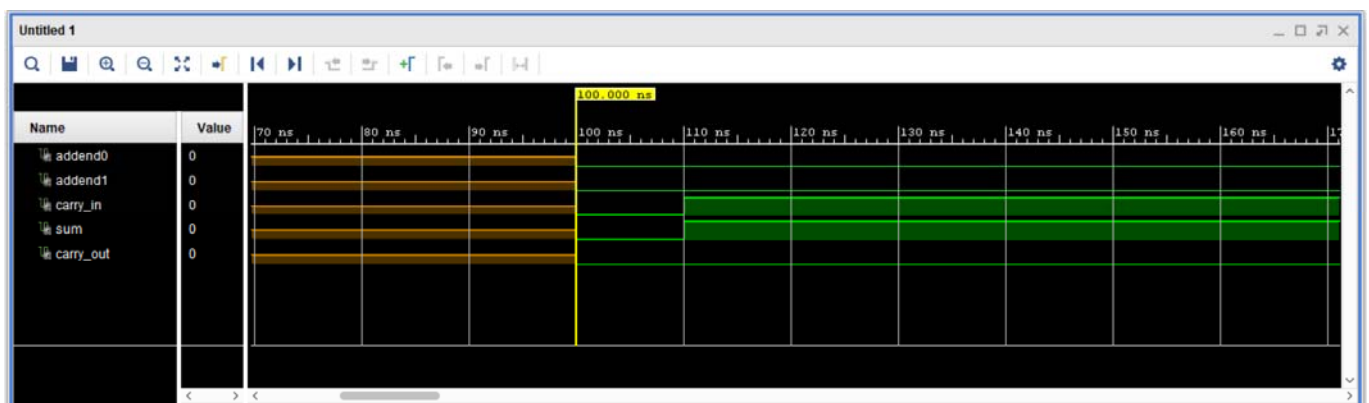 Untitled 1
100.000 ns
Name Value 70 ns 80 ns 90 ns 100 ns 110 ns 120 ns 130 ns 140 ns 150 ns 160 ns 17
addend0 0
addend1 0
carry_in 0
sum 0
carry_out 0